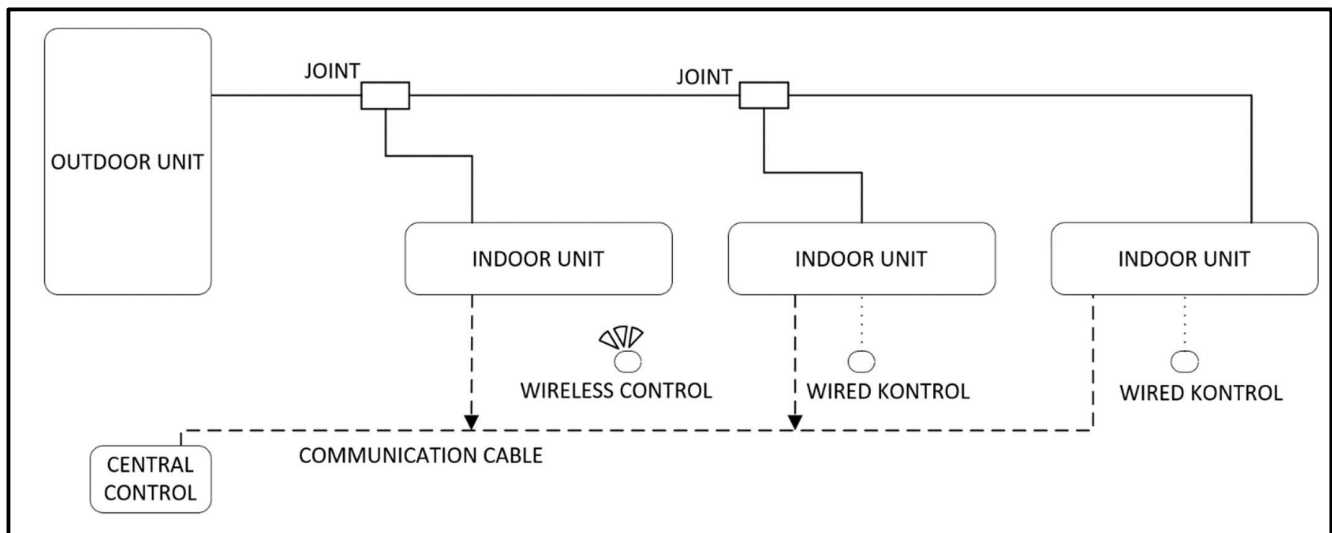 JOINT
JOINT
OUTDOOR UNIT
INDOOR UNIT
INDOOR UNIT
INDOOR UNIT
WIRELESS CONTROL
WIRED KONTROL
WIRED KONTROL
COMMUNICATION CABLE
CENTRAL
CONTROL